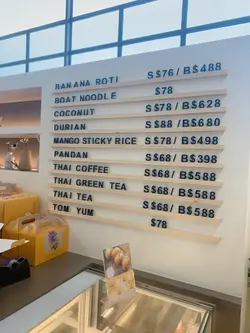 BANANA ROTI S$76/B$488
BOAT NOODLE $78
COCONUT S$78/B$628
DURIAN S$88/B$680
MANGO STICKY RICE S$78/B$498
PANDAN S$68/B$398
THAI COFFEE S$68/B$588
THAI GREEN TEA S$68/B$588
THAI TEA S$68/B$588
TOM YUM $78